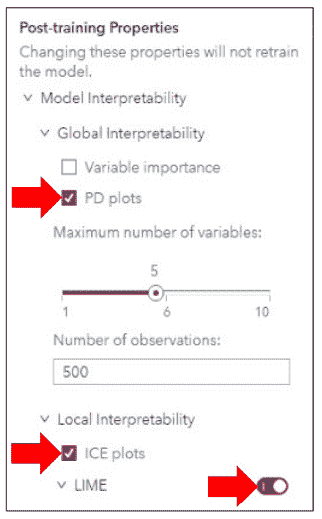 Post-training Properties
Changing these properties will not retrain
the model.
Model Interpretability
Global Interpretability
Variable importance
PD plots
Maximum number of variables:
5
1 6 10
Number of observations:
500
Local Interpretability
ICE plots
LIME